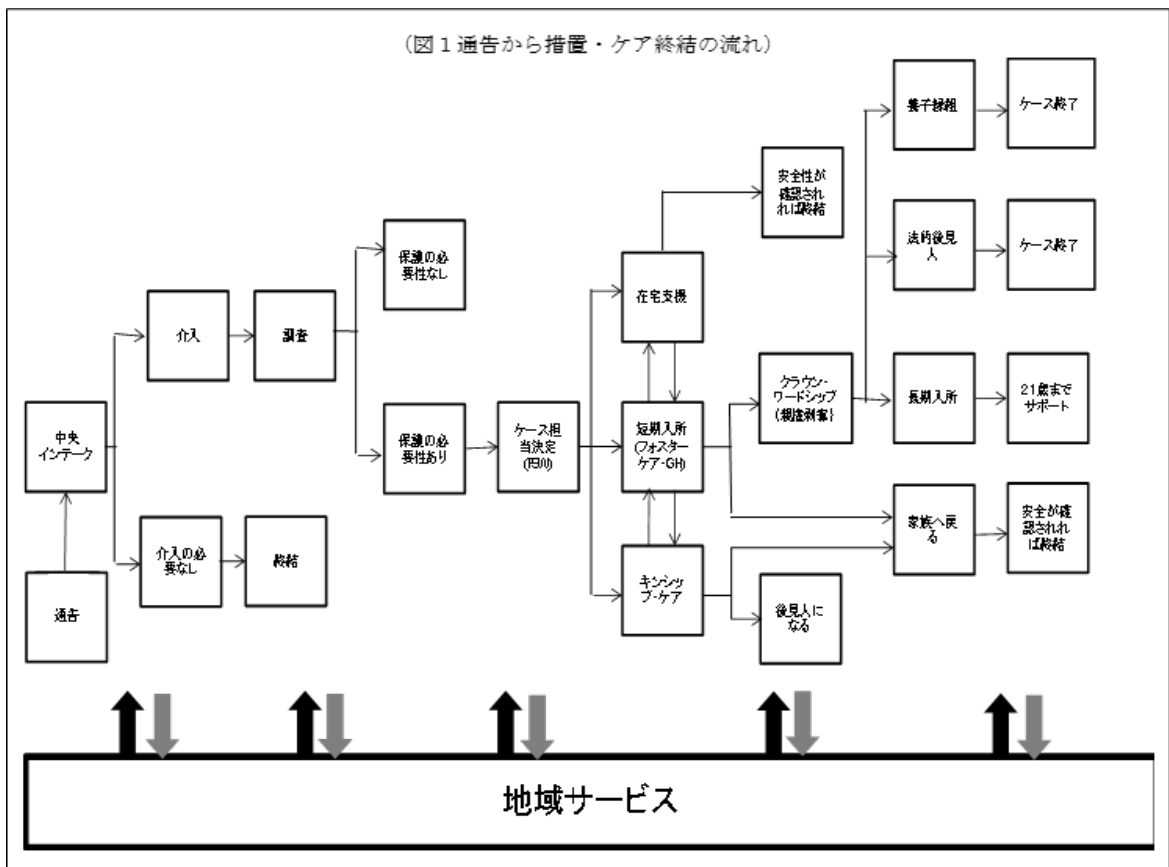 (図1通告から措置・ケア終結の流れ)
養子縁組
ケース終了
安全性が
確認され
れば終結
法的後見
人
ケース終了
保護の必
要性なし
在宅支援
介入
調査
クラウン・
ワードシップ
(親権剥奪)
長期入所
21歳まで
サポート
中央
インテーク
保護の必
要性あり
ケース担
当決定
短期入所
(フォスター
ケア・GH)
家族へ戻
る
安全が確
認されれ
ば終結
介入の必
要なし
終結
キンシッ
プ・ケア
通告
後見人に
なる
地域サービス